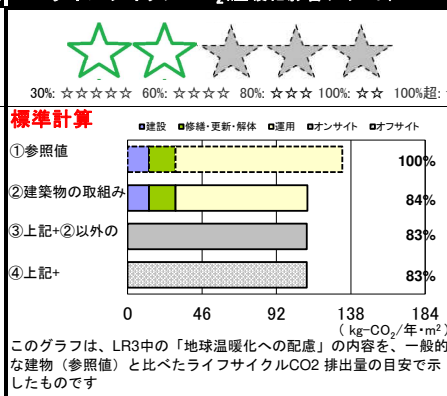 30%: ☆☆☆☆☆ 60%: ☆☆☆☆ 80%: ☆☆☆ 100%: ☆☆ 100%超:
標準計算
■建設 ■修繕・更新・解体 □運用 ■オンサイト ■オフサイト
①参照値 100%
②建築物の取組み 84%
③上記+②以外の 83%
④上記+ 83%
0 46 92 138 184
( kg-CO₂/年・m²)
このグラフは、LR3中の「地球温暖化への配慮」の内容を、一般的
な建物（参照値）と比べたライフサイクルCO2 排出量の目安で示
したものです